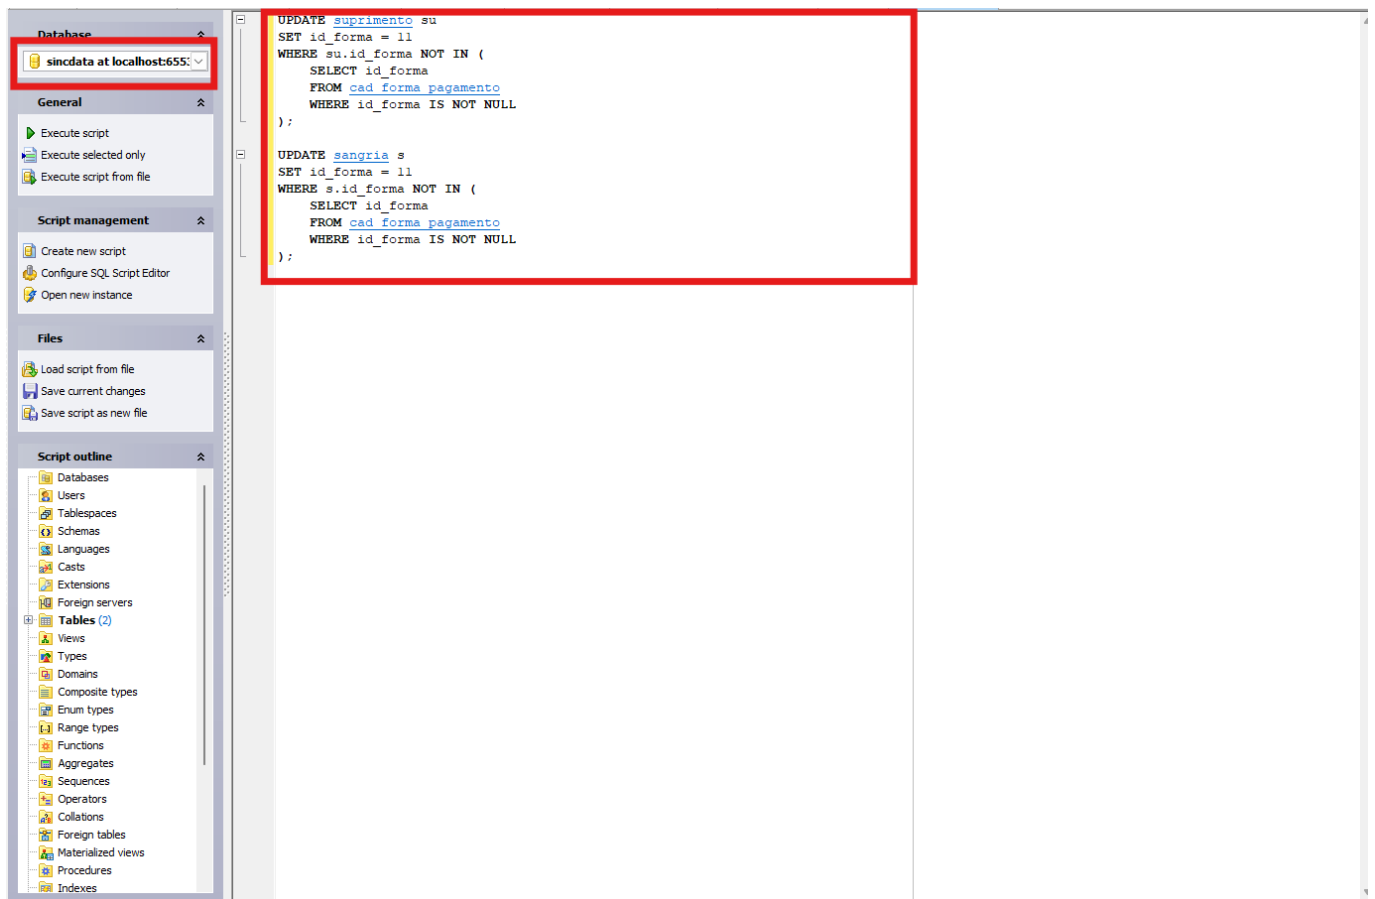 Database
sincdata at localhost:655
General
Execute script
Execute selected only
Execute script from file
Script management
Create new script
Configure SQL Script Editor
Open new instance
Files
Load script from file
Save current changes
Save script as new file
Script outline
Databases
Users
Tablespaces
Schemas
Languages
Casts
Extensions
Foreign servers
Tables (2)
Views
Types
Domains
Composite types
Enum types
Range types
Functions
Aggregates
Sequences
Operators
Collations
Foreign tables
Materialized views
Procedures
Indexes
UPDATE suprimento su
SET id_forma = 11
WHERE su.id_forma NOT IN (
SELECT id_forma
FROM cad_forma_pagamento
WHERE id_forma IS NOT NULL
);
UPDATE sangria s
SET id_forma = 11
WHERE s.id_forma NOT IN (
SELECT id_forma
FROM cad_forma_pagamento
WHERE id_forma IS NOT NULL
);